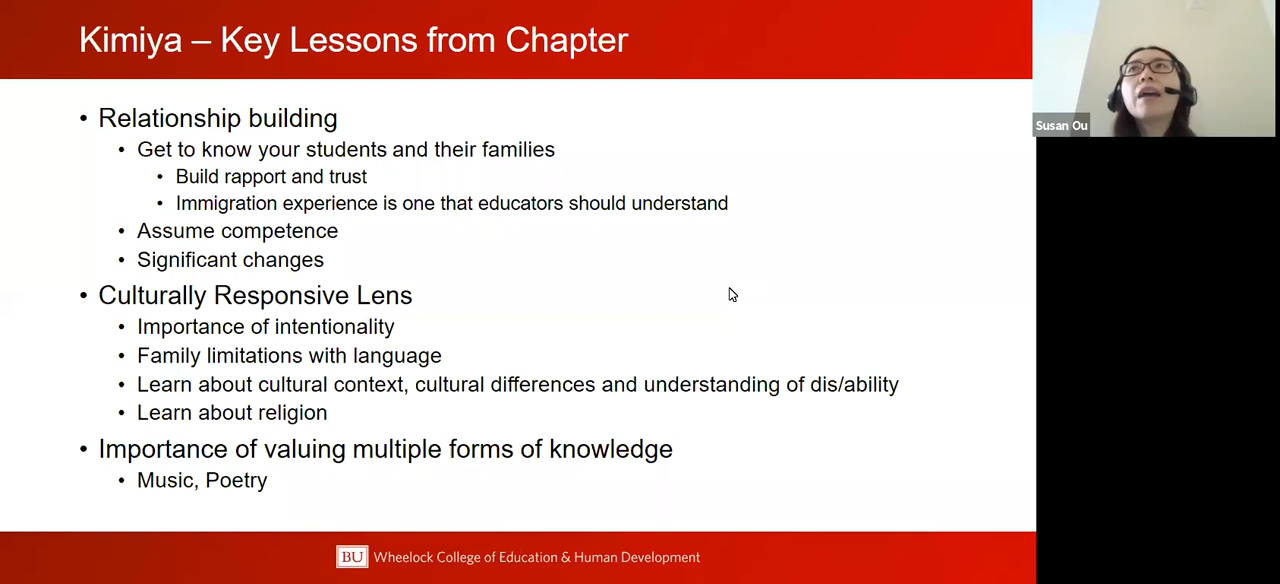 Kimiya – Key Lessons from Chapter
Susan Ou
• Relationship building
• Get to know your students and their families
• Build rapport and trust
• Immigration experience is one that educators should understand
• Assume competence
• Significant changes
• Culturally Responsive Lens
• Importance of intentionality
• Family limitations with language
• Learn about cultural context, cultural differences and understanding of dis/ability
• Learn about religion
• Importance of valuing multiple forms of knowledge
• Music, Poetry
BU Wheelock College of Education & Human Development